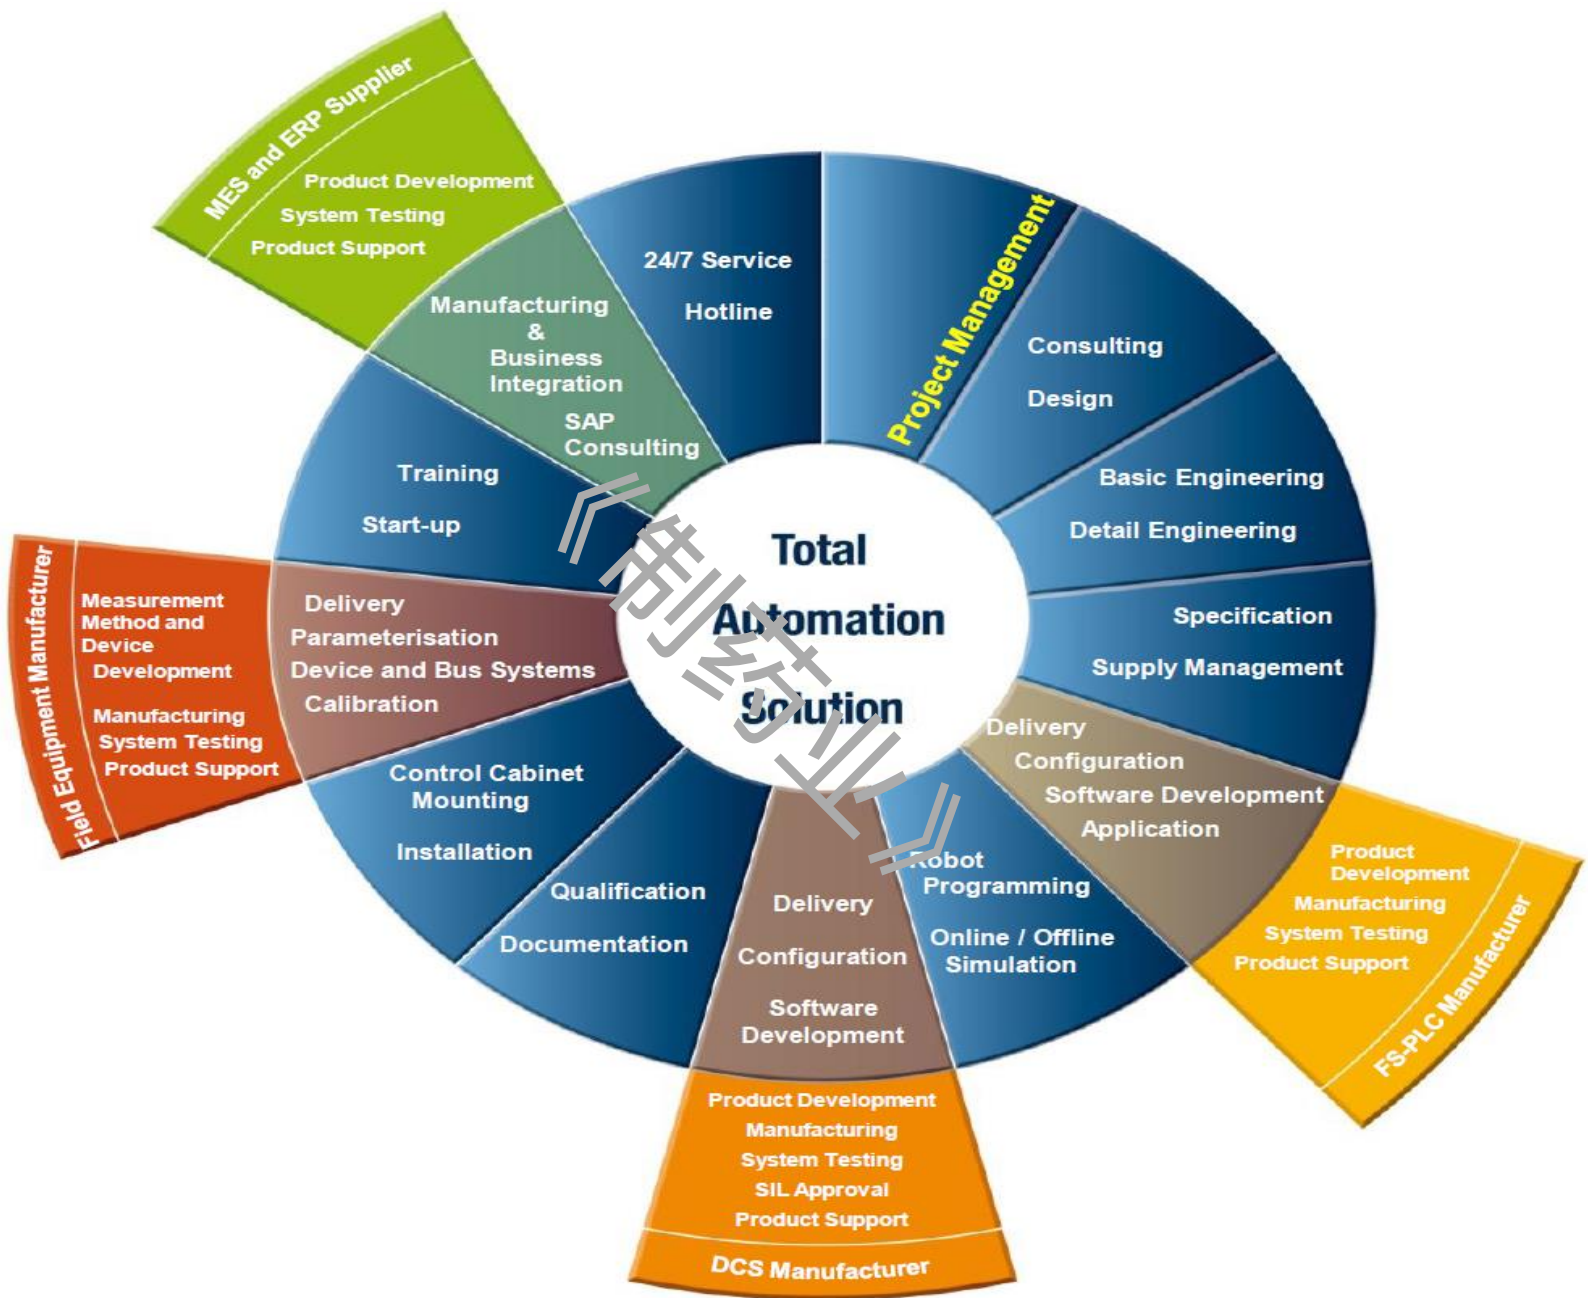 MES and ERP Supplier
Product Development
System Testing
Product Support
24/7 Service
Hotline
Project Management
Consulting
Design
Basic Engineering
Detail Engineering
Specification
Supply Management
Delivery
Configuration
Software Development
Application
Product
Development
Manufacturing
System Testing
Product Support
FS-PLC Manufacturer
Robot
Programming
Online / Offline
Simulation
Delivery
Configuration
Software
Development
Product Development
Manufacturing
System Testing
SIL Approval
Product Support
DCS Manufacturer
Qualification
Documentation
Control Cabinet
Mounting
Installation
Delivery
Parameterisation
Device and Bus Systems
Calibration
Field Equipment Manufacturer
Measurement
Method and
Device
Development
Manufacturing
System Testing
Product Support
Training
Start-up
Manufacturing
&
Business
Integration
SAP
Consulting
Total
Automation
Solution
《制药业》